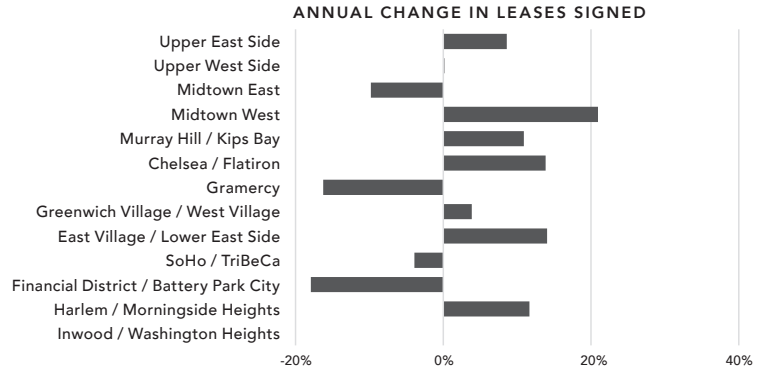 ANNUAL CHANGE IN LEASES SIGNED
Upper East Side
Upper West Side
Midtown East
Midtown West
Murray Hill / Kips Bay
Chelsea / Flatiron
Gramercy
Greenwich Village / West Village
East Village / Lower East Side
SoHo / TriBeCa
Financial District / Battery Park City
Harlem / Morningside Heights
Inwood / Washington Heights
-20% 0% 20% 40%